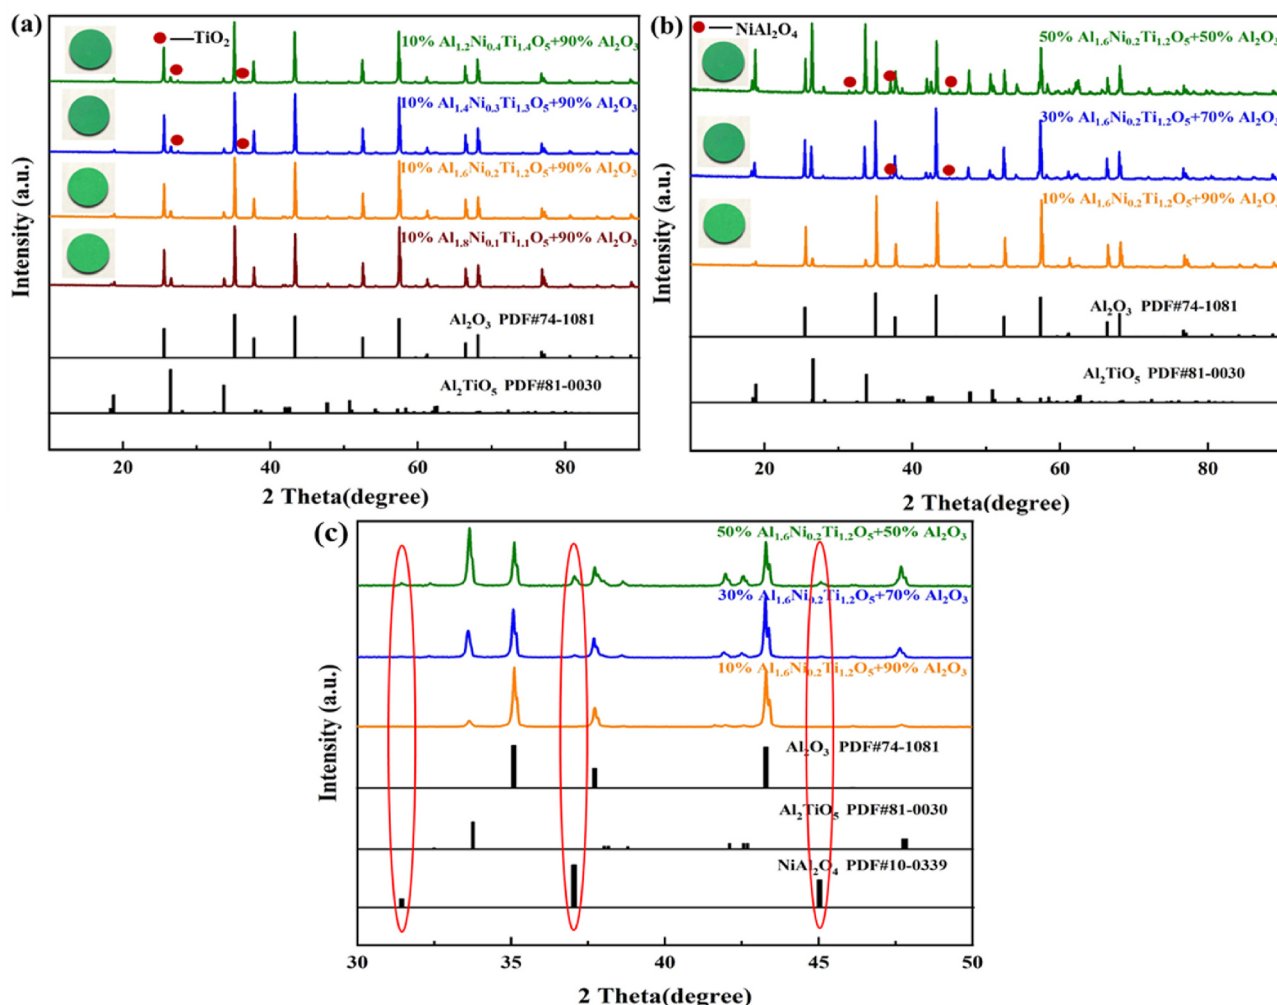 (a)
—TiO₂
10% Al₁.₂Ni₀.₄Ti₁.₄O₅+90% Al₂O₃
10% Al₁.₄Ni₀.₃Ti₁.₃O₅+90% Al₂O₃
10% Al₁.₆Ni₀.₂Ti₁.₂O₅+90% Al₂O₃
10% Al₁.₈Ni₀.₁Ti₁.₁O₅+90% Al₂O₃
Al₂O₃ PDF#74-1081
Al₂TiO₅ PDF#81-0030
Intensity (a.u.)
20 40 60 80
2 Theta(degree)
(b)
—NiAl₂O₄
50% Al₁.₆Ni₀.₂Ti₁.₂O₅+50% Al₂O₃
30% Al₁.₆Ni₀.₂Ti₁.₂O₅+70% Al₂O₃
10% Al₁.₆Ni₀.₂Ti₁.₂O₅+90% Al₂O₃
Al₂O₃ PDF#74-1081
Al₂TiO₅ PDF#81-0030
Intensity (a.u.)
20 40 60 80
2 Theta(degree)
(c)
50% Al₁.₆Ni₀.₂Ti₁.₂O₅+50% Al₂O₃
30% Al₁.₆Ni₀.₂Ti₁.₂O₅+70% Al₂O₃
10% Al₁.₆Ni₀.₂Ti₁.₂O₅+90% Al₂O₃
Al₂O₃ PDF#74-1081
Al₂TiO₅ PDF#81-0030
NiAl₂O₄ PDF#10-0339
Intensity (a.u.)
30 35 40 45 50
2 Theta(degree)